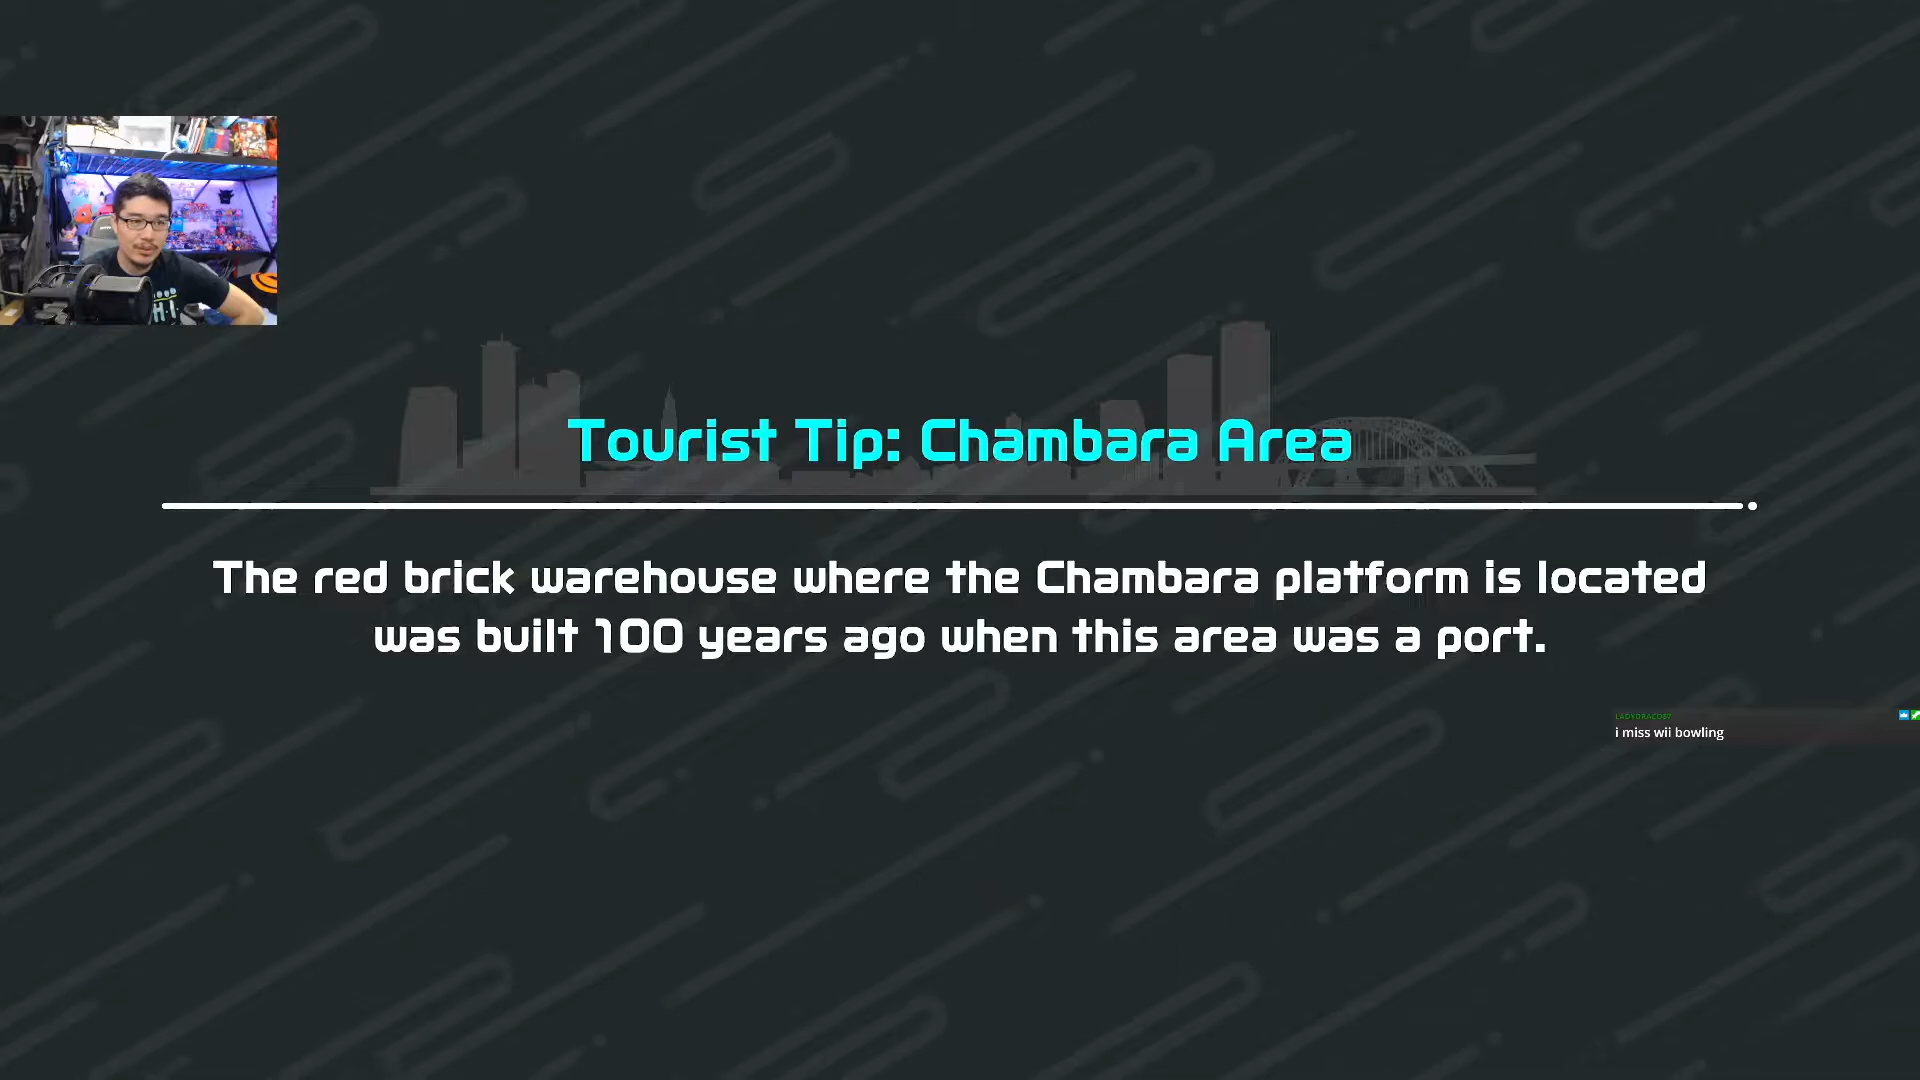 Tourist Tip: Chambara Area
The red brick warehouse where the Chambara platform is located
was built 100 years ago when this area was a port.
LADYDRACO87
i miss wii bowling
H.I.